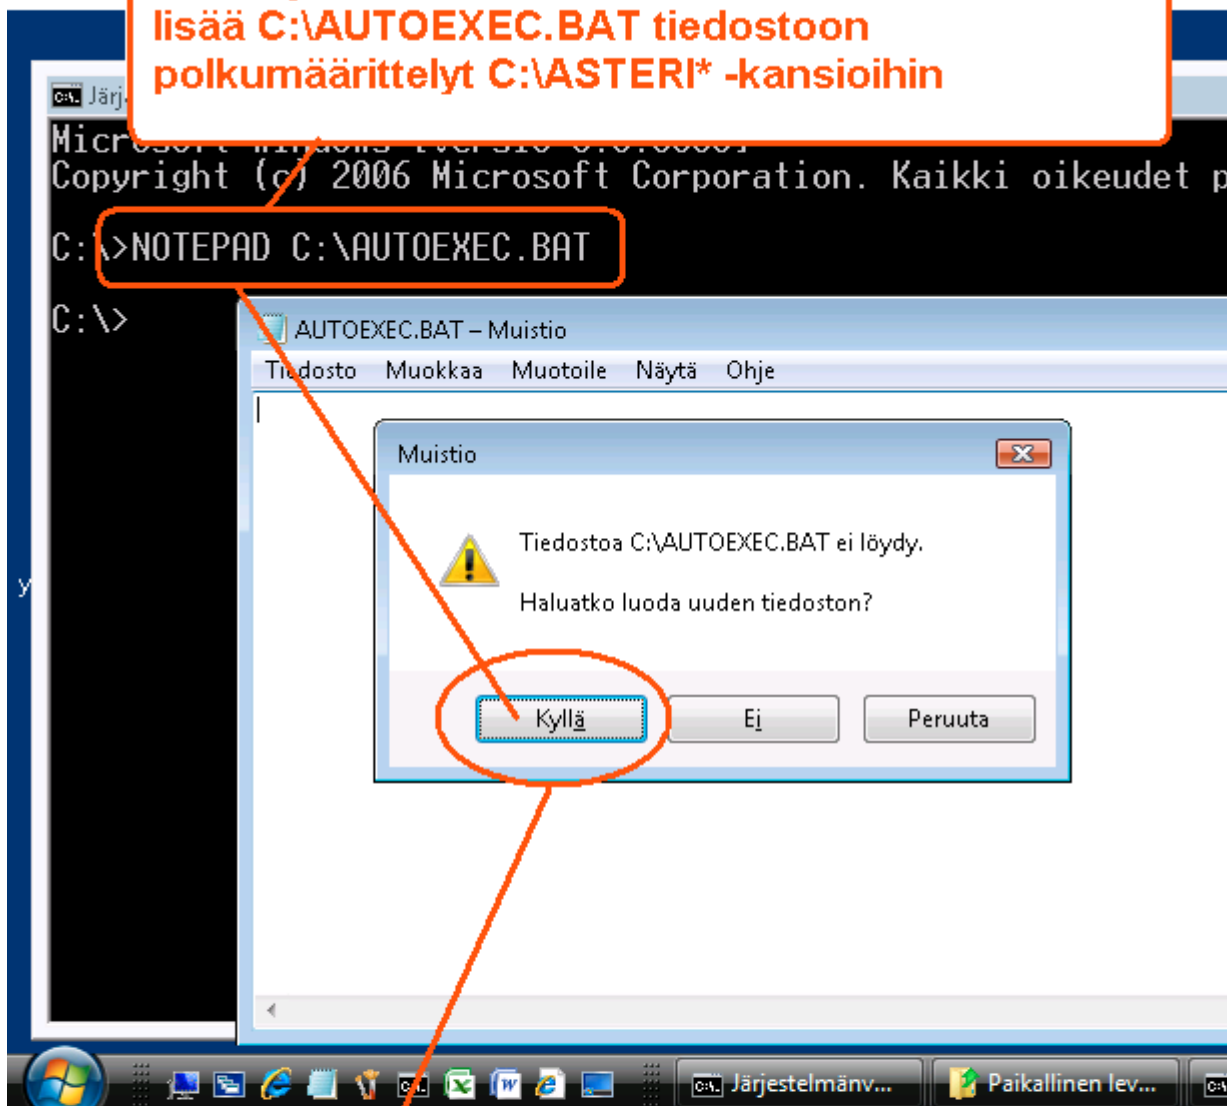 lisää C:\AUTOEXEC.BAT tiedostoon
polkumäärittelyt C:\ASTERI* -kansioihin
Järj
Copyright (c) 2006 Microsoft Corporation. Kaikki oikeudet p
C:\>NOTEPAD C:\AUTOEXEC.BAT
C:\>
AUTOEXEC.BAT – Muistio
Tiedosto Muokkaa Muotoile Näytä Ohje
Muistio
Tiedostoa C:\AUTOEXEC.BAT ei löydy.
Haluatko luoda uuden tiedoston?
Kyllä Ei Peruuta
y
Järjestelmänv... Paikallinen lev...